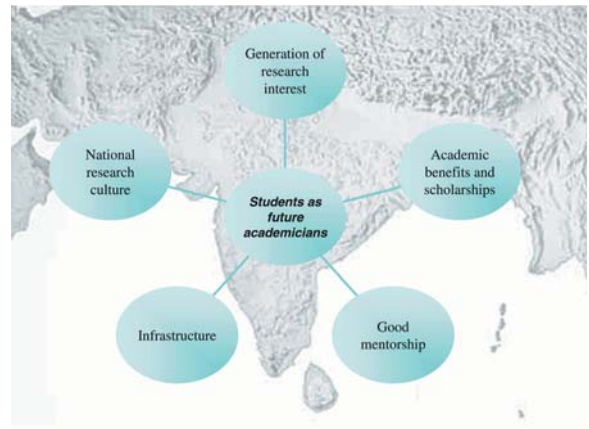 Generation of
research
interest
National
research
culture
Academic
benefits and
scholarships
Students as
future
academicians
Infrastructure
Good
mentorship